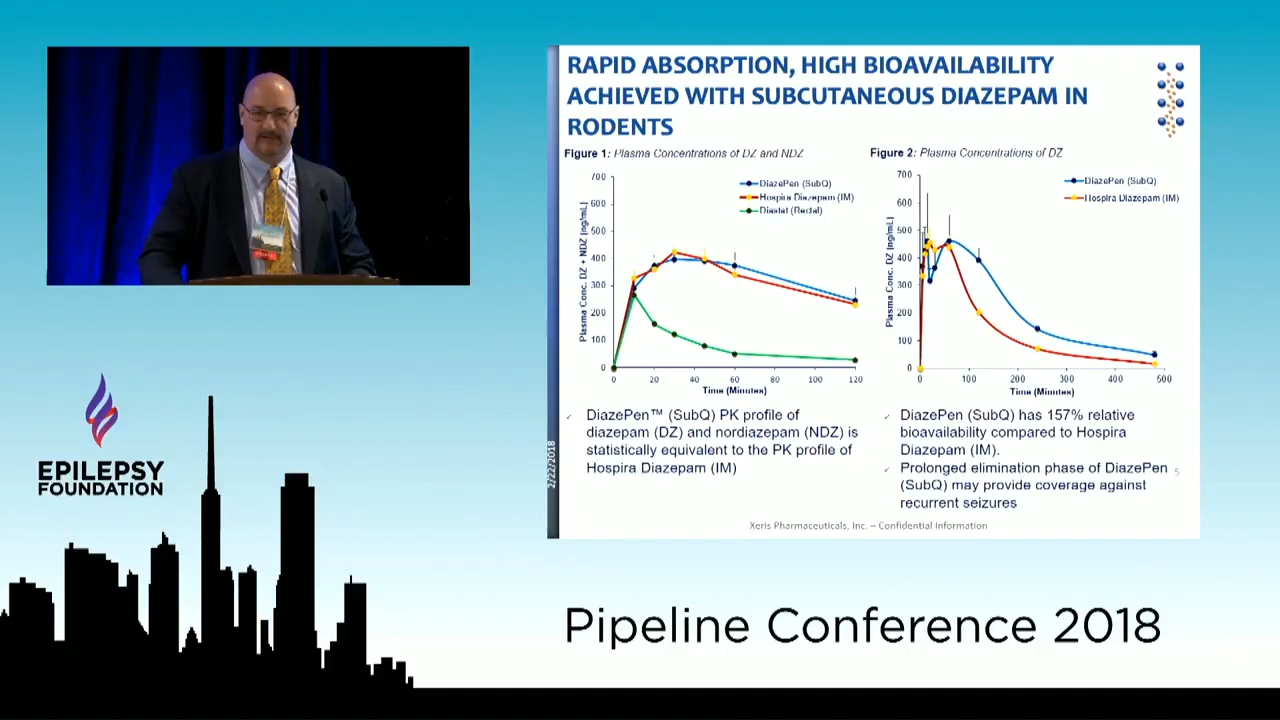 RAPID ABSORPTION, HIGH BIOAVAILABILITY
ACHIEVED WITH SUBCUTANEOUS DIAZEPAM IN
RODENTS
Figure 1: Plasma Concentrations of DZ and NDZ
700
600
500
400
300
200
100
0
Plasma Conc. DZ + NDZ (ng/mL)
DiazePen (SubQ)
Hospira Diazepam (IM)
Diastat (Rectal)
0 20 40 60 80 100 120
Time (Minutes)
Figure 2: Plasma Concentrations of DZ
700
600
500
400
300
200
100
0
Plasma Conc. DZ (ng/mL)
DiazePen (SubQ)
Hospira Diazepam (IM)
0 100 200 300 400 500 600
Time (Minutes)
✓ DiazePen™ (SubQ) PK profile of
diazepam (DZ) and nordiazepam (NDZ) is
statistically equivalent to the PK profile of
Hospira Diazepam (IM)
✓ DiazePen (SubQ) has 157% relative
bioavailability compared to Hospira
Diazepam (IM).
✓ Prolonged elimination phase of DiazePen
(SubQ) may provide coverage against
recurrent seizures
5
2/22/2018
Xeris Pharmaceuticals, Inc. – Confidential Information
EPILEPSY
FOUNDATION
Pipeline Conference 2018